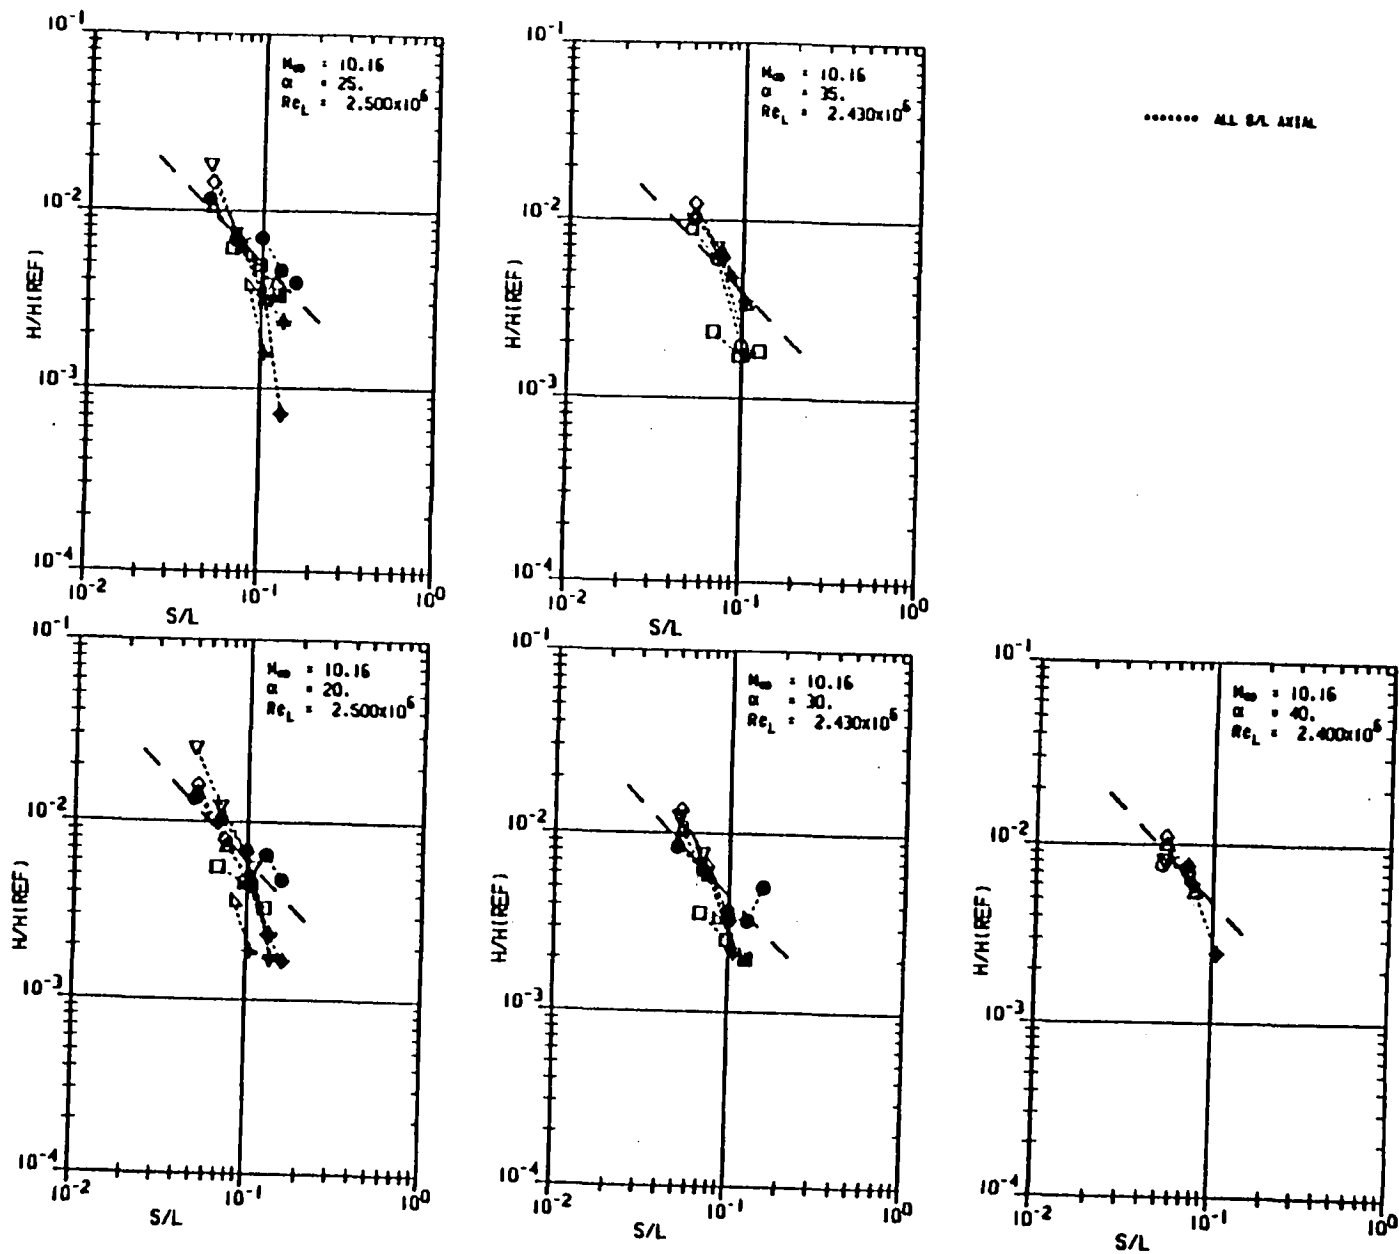 10⁻¹
10⁻²
10⁻³
10⁻⁴
H/H(REF)
M∞ = 10.16
α = 25.
Re_L = 2.500x10⁶
10⁻² 10⁻¹ 10⁰
S/L
10⁻¹
10⁻²
10⁻³
10⁻⁴
H/H(REF)
M∞ = 10.16
α = 35.
Re_L = 2.430x10⁶
10⁻² 10⁻¹ 10⁰
S/L
....... ALL S/L AXIAL
10⁻¹
10⁻²
10⁻³
10⁻⁴
H/H(REF)
M∞ = 10.16
α = 20.
Re_L = 2.500x10⁶
10⁻² 10⁻¹ 10⁰
S/L
10⁻¹
10⁻²
10⁻³
10⁻⁴
H/H(REF)
M∞ = 10.16
α = 30.
Re_L = 2.430x10⁶
10⁻² 10⁻¹ 10⁰
S/L
10⁻¹
10⁻²
10⁻³
10⁻⁴
H/H(REF)
M∞ = 10.16
α = 40.
Re_L = 2.400x10⁶
10⁻² 10⁻¹ 10⁰
S/L